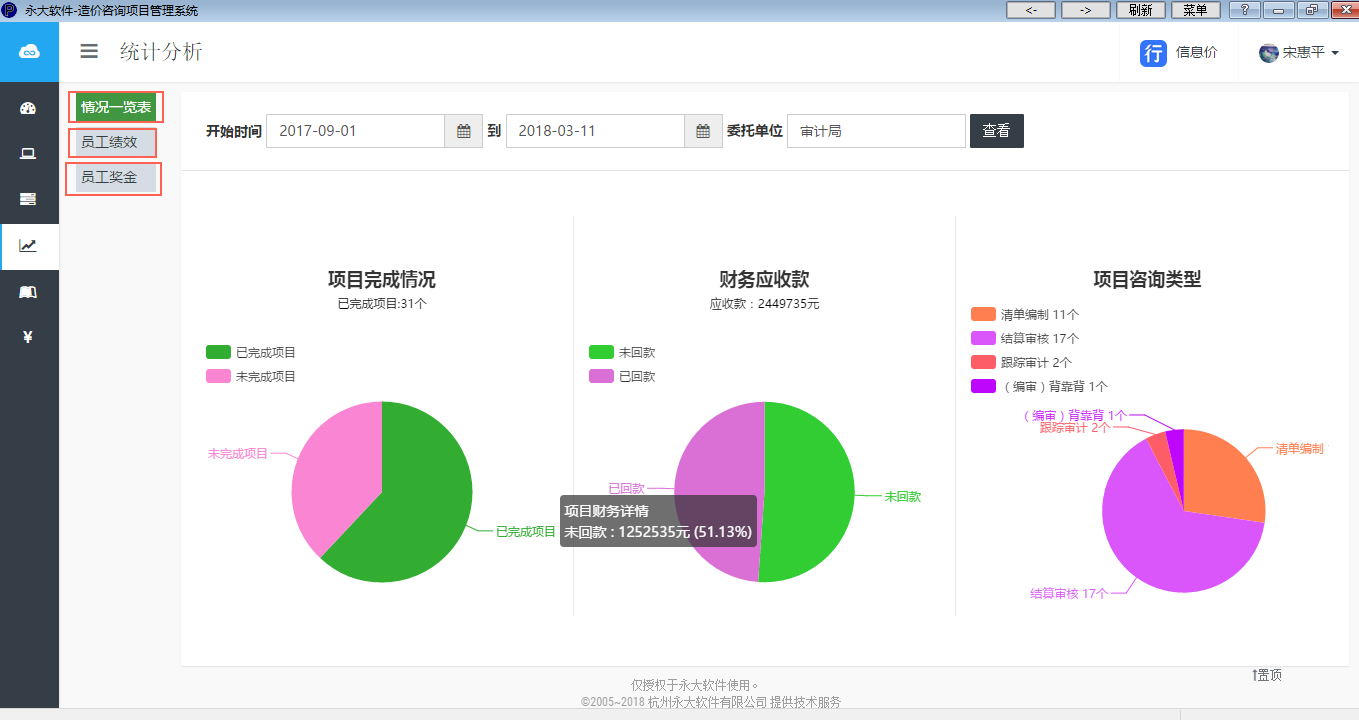 永大软件-造价咨询项目管理系统
<- -> 刷新 菜单 ?
统计分析
行 信息价 宋惠平
情况一览表
员工绩效
员工奖金
开始时间 2017-09-01 到 2018-03-11 委托单位 审计局 查看
项目完成情况
已完成项目:31个
已完成项目
未完成项目
未完成项目
已完成项目
财务应收款
应收款：2449735元
未回款
已回款
已回款
未回款
项目财务详情
未回款 : 1252535元 (51.13%)
项目咨询类型
清单编制 11个
结算审核 17个
跟踪审计 2个
（编审）背靠背 1个
（编审）背靠背 1个
跟踪审计 2个
清单编制
结算审核 17个
↑置顶
仅授权于永大软件使用。
©2005~2018 杭州永大软件有限公司 提供技术服务